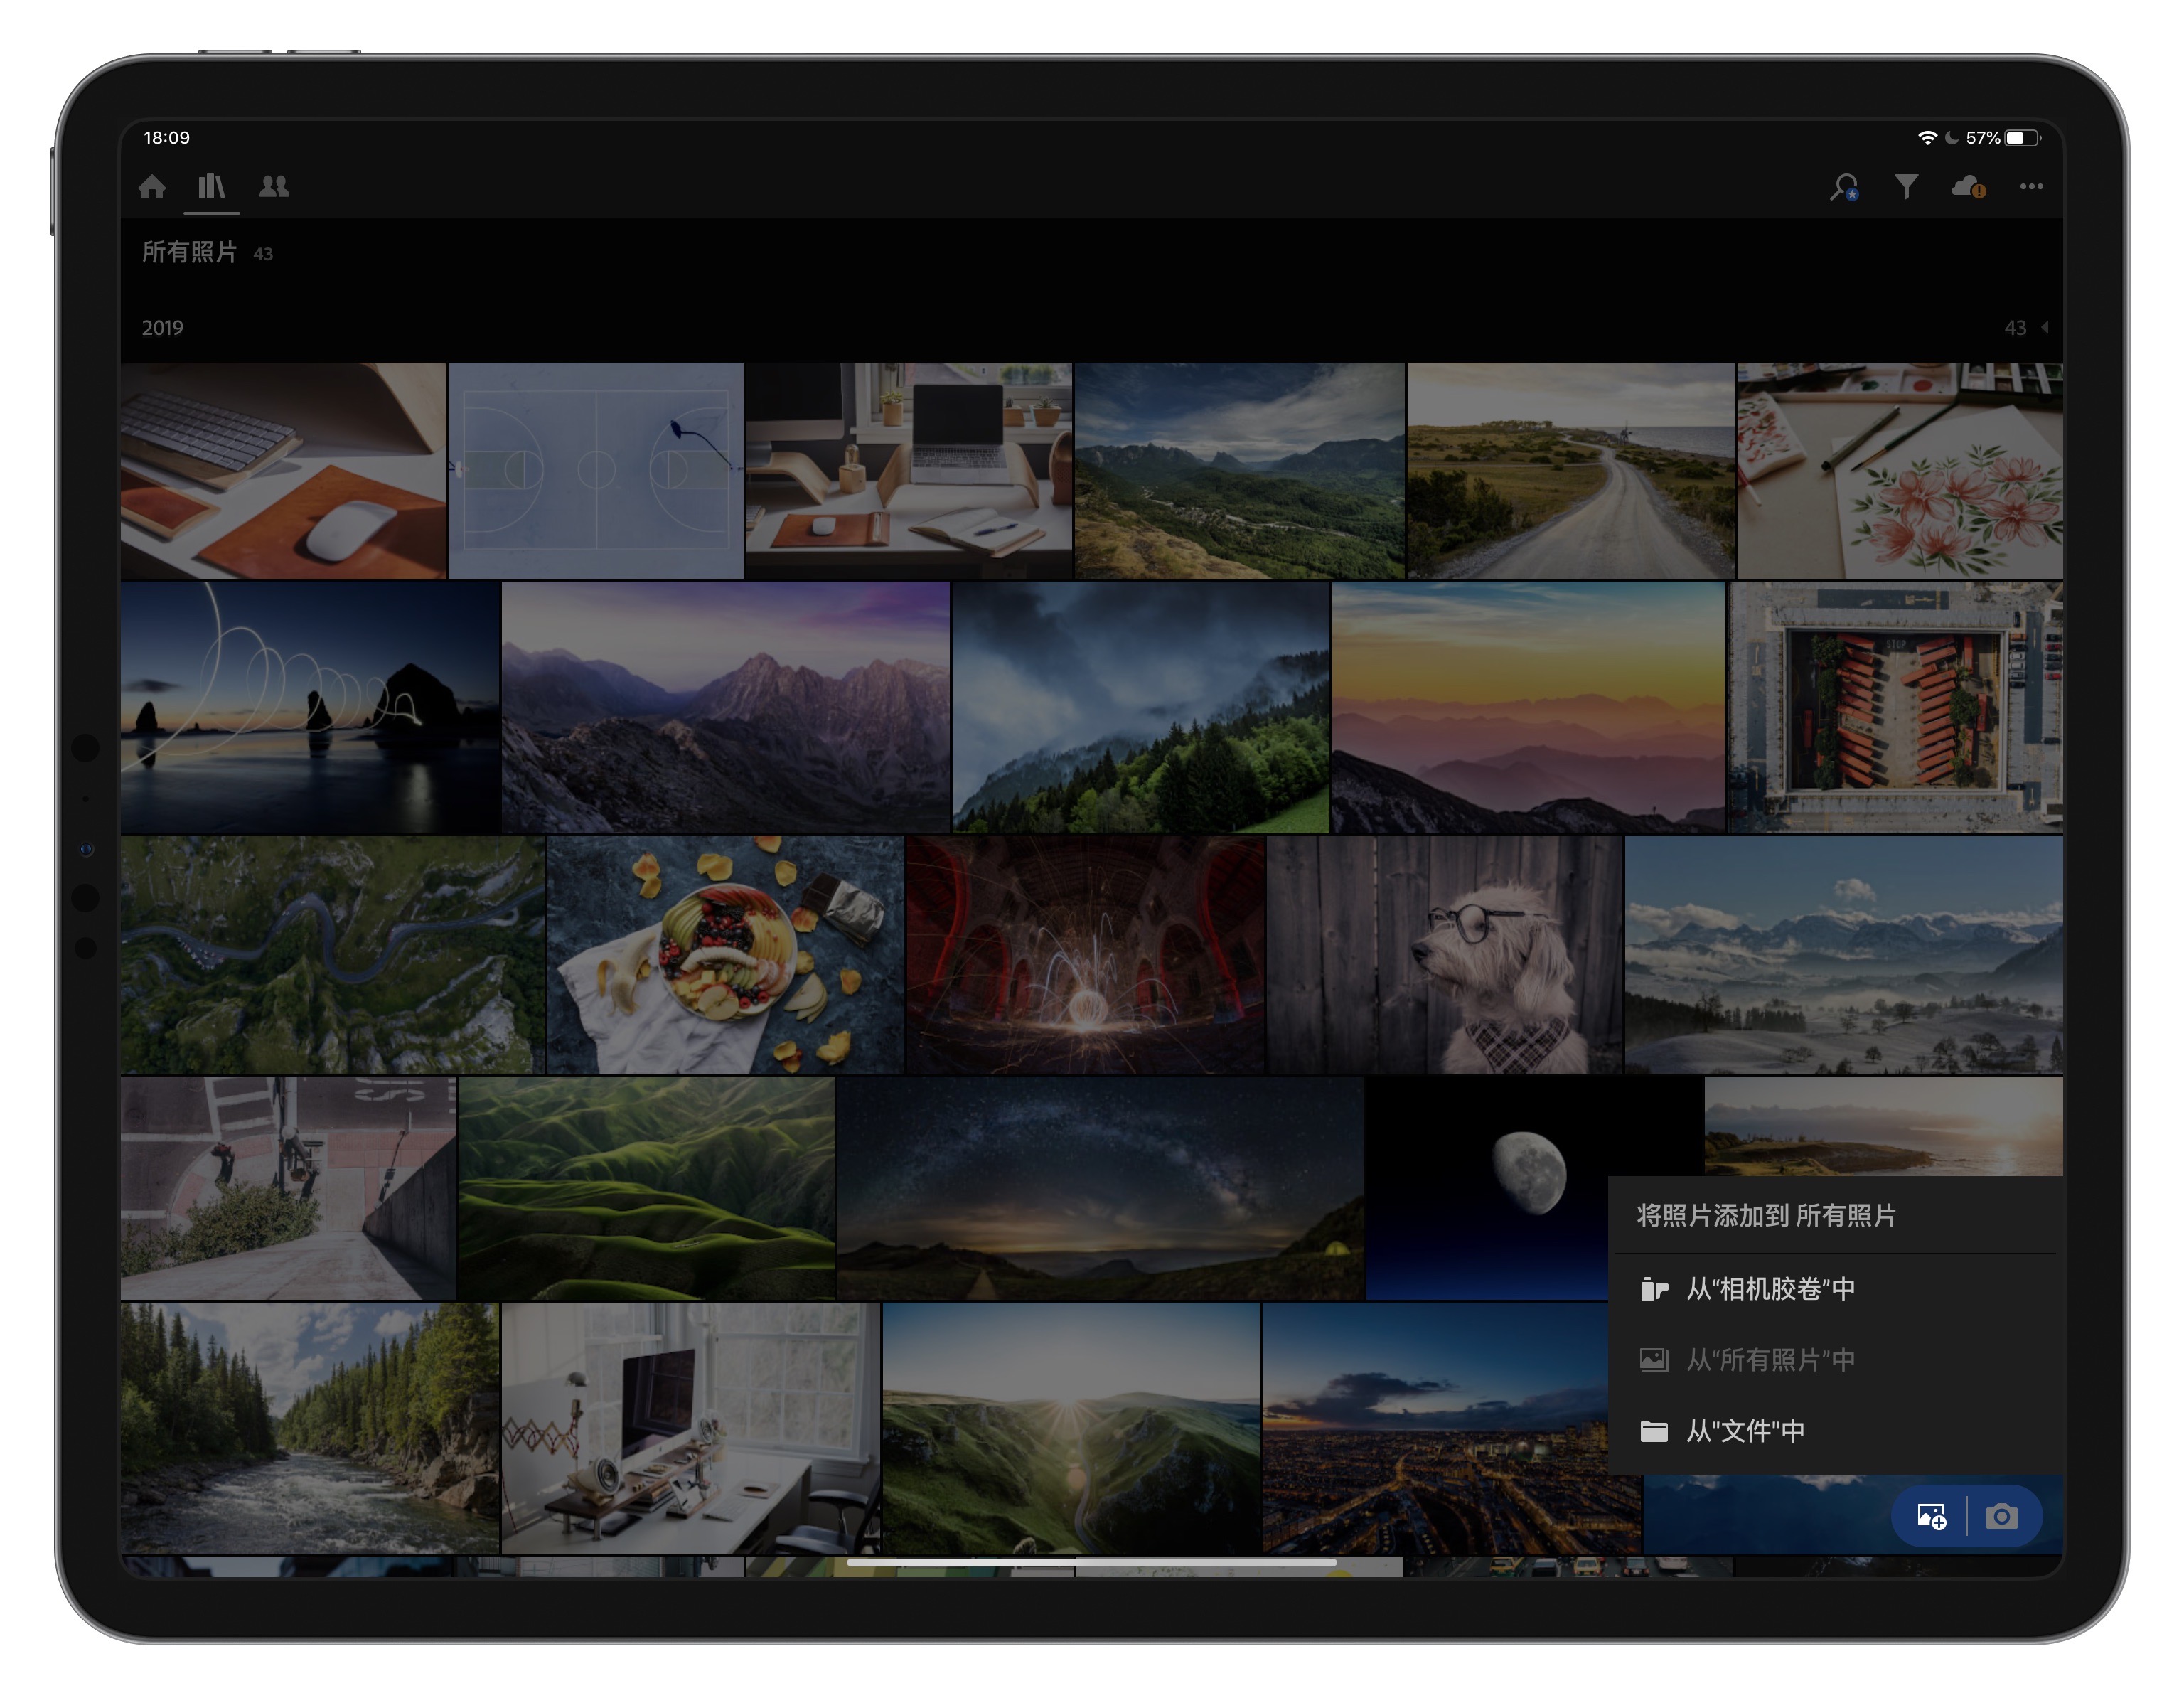 18:09
57%
所有照片 43
2019
43
STOP
将照片添加到 所有照片
从“相机胶卷”中
从“所有照片”中
从"文件"中